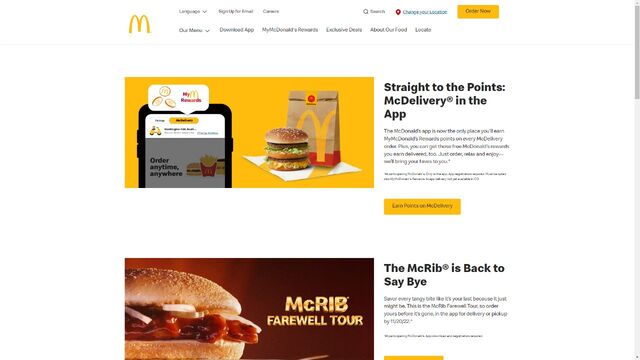 Language
Sign Up for Email
Careers
Search
Change your Location
Order Now
Our Menu
Download App
MyMcDonald's Rewards
Exclusive Deals
About Our Food
Locate
My
Rewards
McDelivery
Order
anytime,
anywhere
Straight to the Points:
McDelivery® in the
App
The McDonald's app is now the only place you'll earn
MyMcDonald's Rewards points on every McDelivery
order. Plus, you can get those free McDonald's rewards
you earn delivered, too. Just order, relax and enjoy—
we'll bring your faves to you.*
Earn Points on McDelivery
McRIB®
FAREWELL TOUR
The McRib® is Back to
Say Bye
Savor every tangy bite like it's your last because it just
might be. This is the McRib Farewell Tour, so order
yours before it's gone, in the app for delivery or pickup
by 11/20/22.*